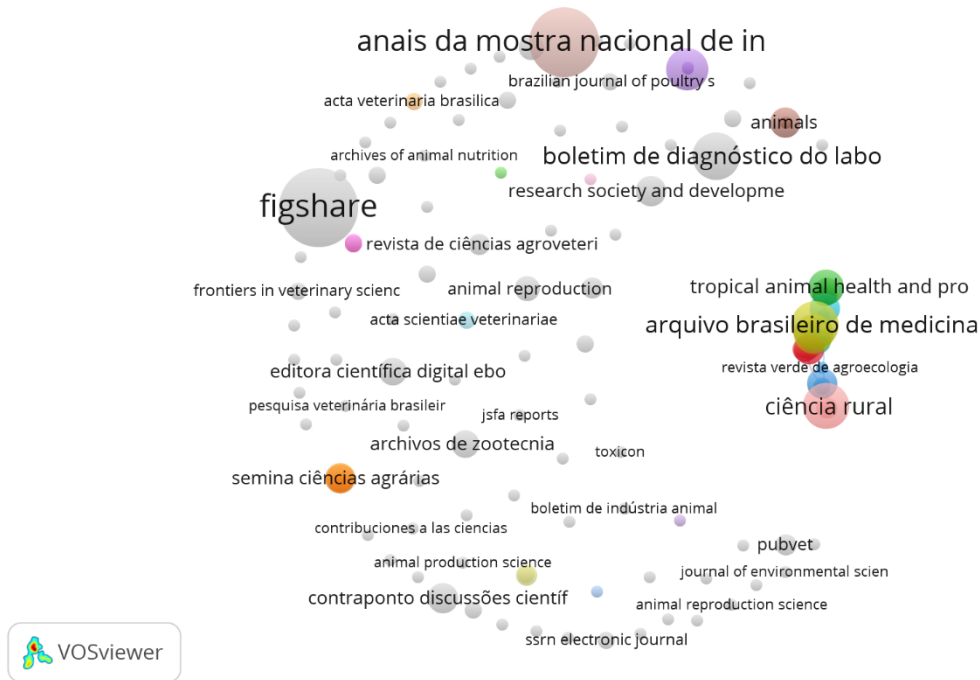 anais da mostra nacional de in
brazilian journal of poultry s
acta veterinaria brasilica
animals
archives of animal nutrition
boletim de diagnóstico do labo
research society and developme
figshare
revista de ciências agroveteri
frontiers in veterinary scienc
animal reproduction
tropical animal health and pro
acta scientiae veterinariae
arquivo brasileiro de medicina
editora científica digital ebo
revista verde de agroecologia
pesquisa veterinária brasileir
jsfa reports
ciência rural
archivos de zootecnia
toxicon
semina ciências agrárias
boletim de indústria animal
contribuciones a las ciencias
pubvet
animal production science
journal of environmental scien
contraponto discussões científ
animal reproduction science
ssrn electronic journal
VOSviewer